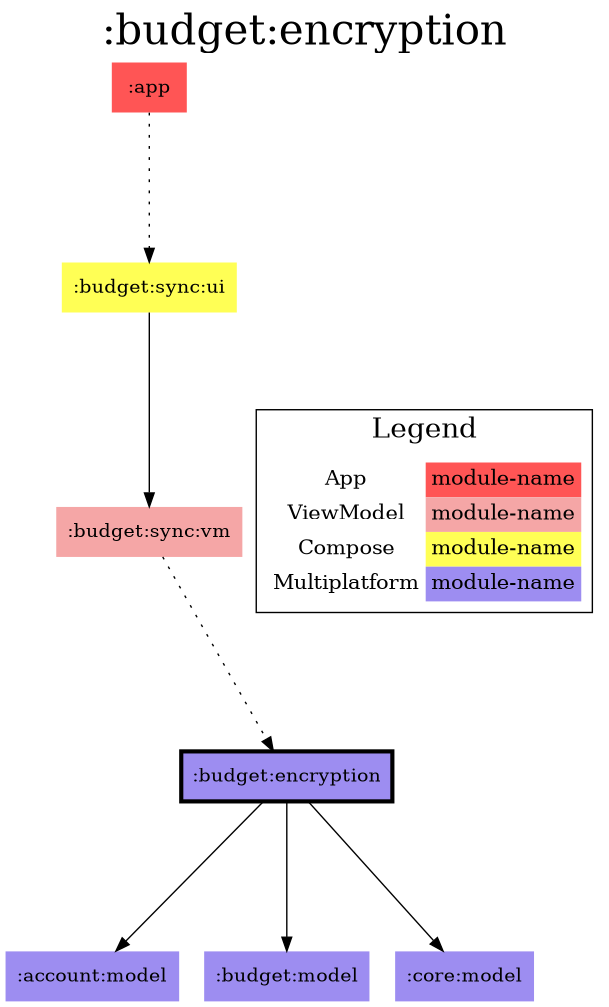 :budget:encryption
:app
:budget:sync:ui
Legend
App module-name
ViewModel module-name
Compose module-name
Multiplatform module-name
:budget:sync:vm
:budget:encryption
:account:model :budget:model :core:model